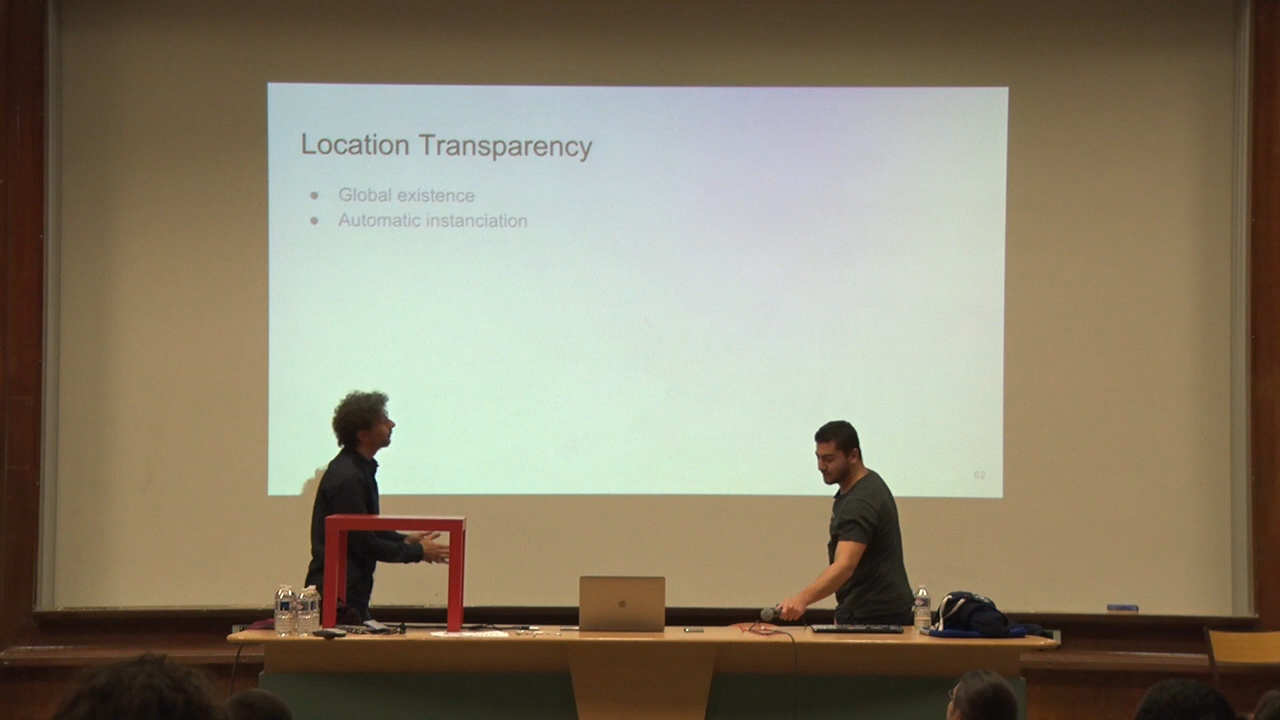 Location Transparency
● Global existence
● Automatic instanciation
62